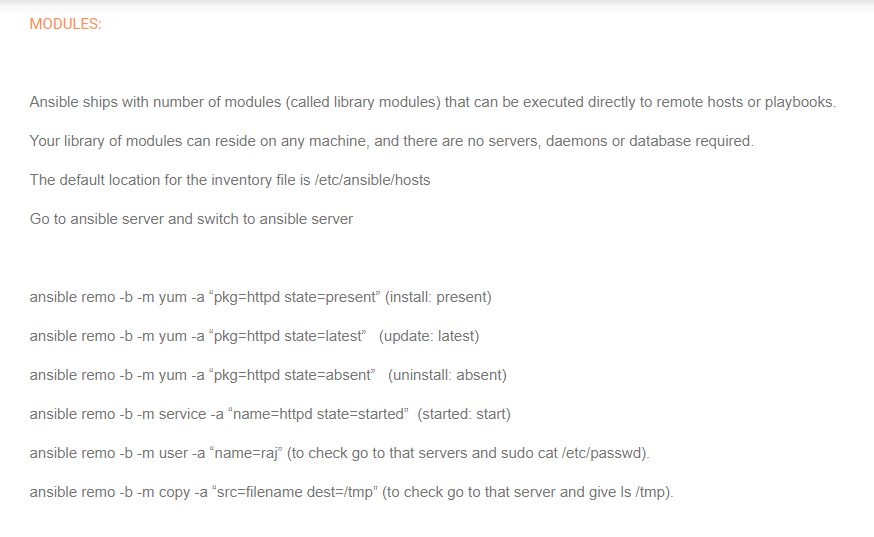 MODULES:
Ansible ships with number of modules (called library modules) that can be executed directly to remote hosts or playbooks.
Your library of modules can reside on any machine, and there are no servers, daemons or database required.
The default location for the inventory file is /etc/ansible/hosts
Go to ansible server and switch to ansible server
ansible remo -b -m yum -a “pkg=httpd state=present” (install: present)
ansible remo -b -m yum -a “pkg=httpd state=latest” (update: latest)
ansible remo -b -m yum -a “pkg=httpd state=absent” (uninstall: absent)
ansible remo -b -m service -a “name=httpd state=started” (started: start)
ansible remo -b -m user -a “name=raj” (to check go to that servers and sudo cat /etc/passwd).
ansible remo -b -m copy -a “src=filename dest=/tmp” (to check go to that server and give ls /tmp).